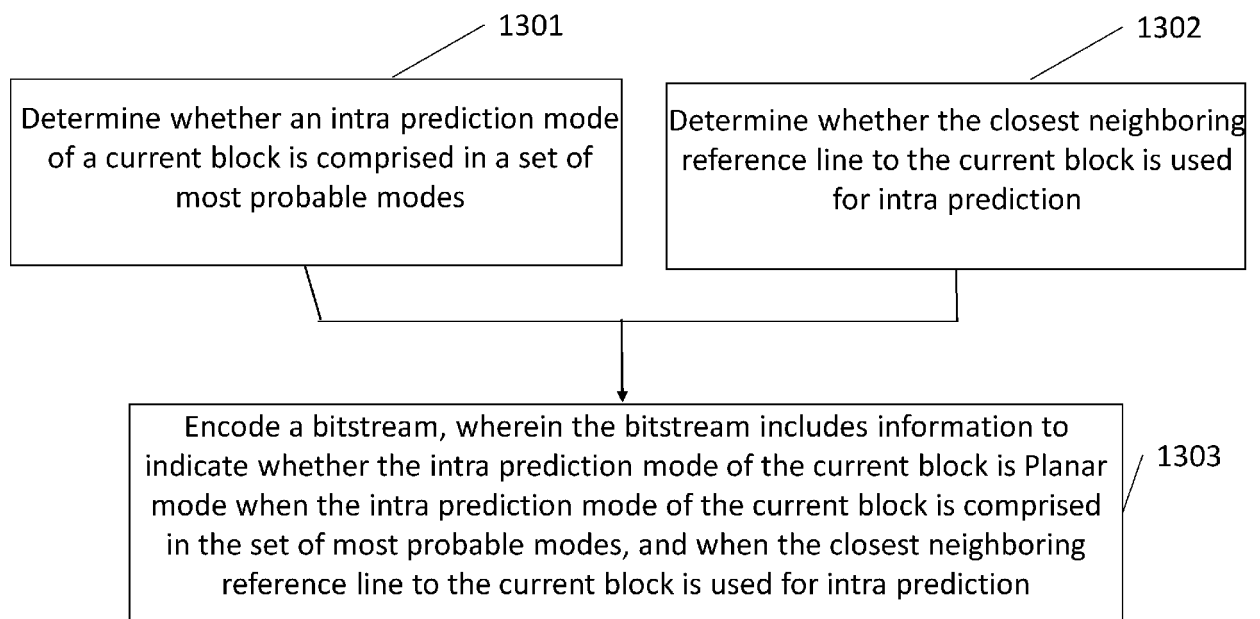 1301
1302
Determine whether an intra prediction mode
of a current block is comprised in a set of
most probable modes
Determine whether the closest neighboring
reference line to the current block is used
for intra prediction
Encode a bitstream, wherein the bitstream includes information to
indicate whether the intra prediction mode of the current block is Planar
mode when the intra prediction mode of the current block is comprised
in the set of most probable modes, and when the closest neighboring
reference line to the current block is used for intra prediction
1303